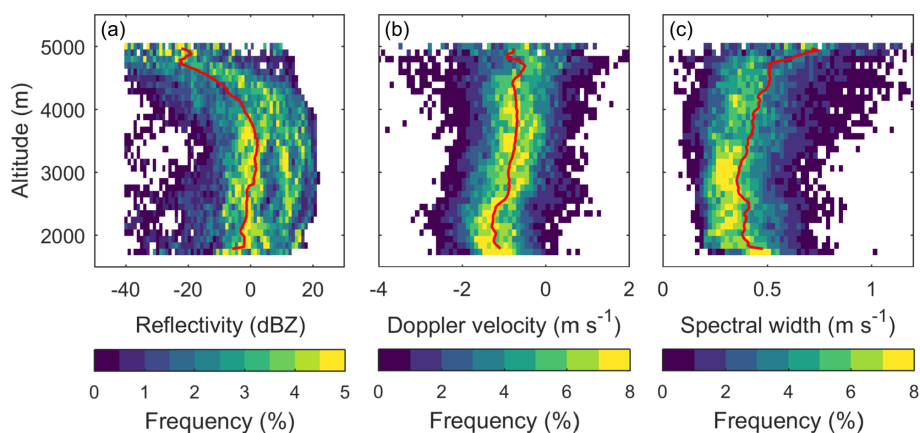 (a) (b) (c)
5000
4000
3000
2000
Altitude (m)
-40 -20 0 20 -4 -2 0 2 0 0.5 1
Reflectivity (dBZ) Doppler velocity (m s⁻¹) Spectral width (m s⁻¹)
0 1 2 3 4 5 0 2 4 6 8 0 2 4 6 8
Frequency (%) Frequency (%) Frequency (%)